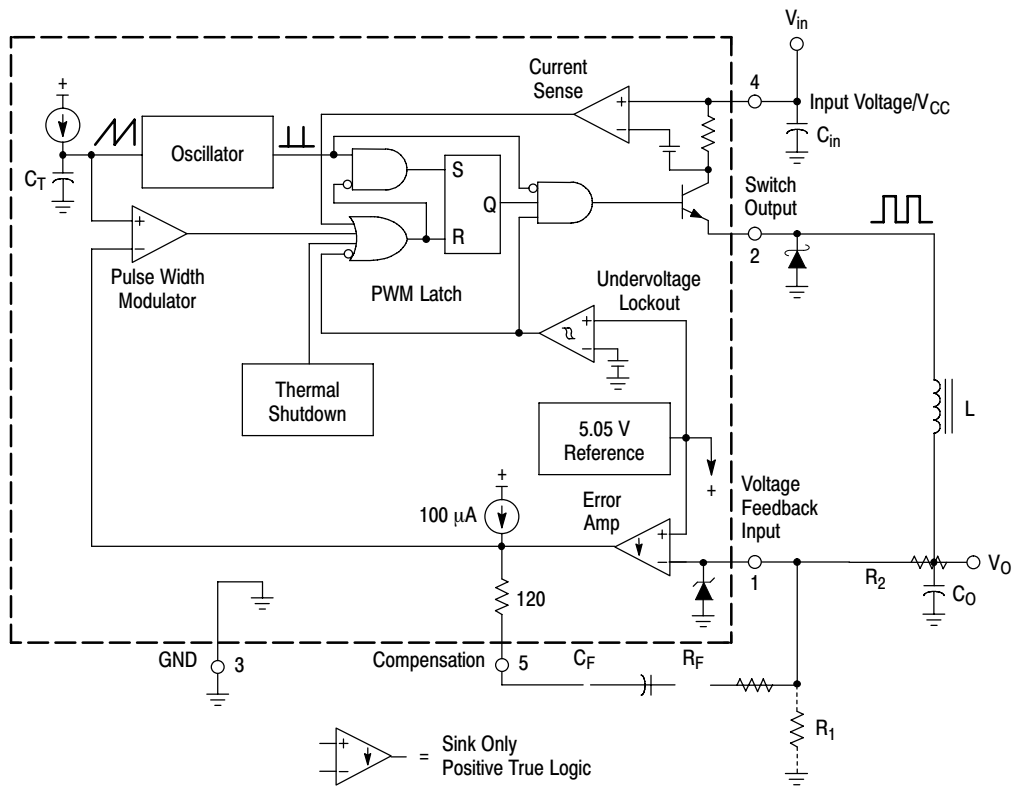 V_in
Current
Sense
4
Input Voltage/V_CC
C_in
+
Oscillator
C_T
+
−
S
Q
R
+
−
Switch
Output
2
+
−
Pulse Width
Modulator
PWM Latch
Undervoltage
Lockout
+
−
Thermal
Shutdown
L
5.05 V
Reference
+
+
100 μA
Error
Amp
Voltage
Feedback
Input
+
−
1
R_2
V_O
C_O
120
GND
3
Compensation
5
C_F
R_F
R_1
+
−
= Sink Only
Positive True Logic